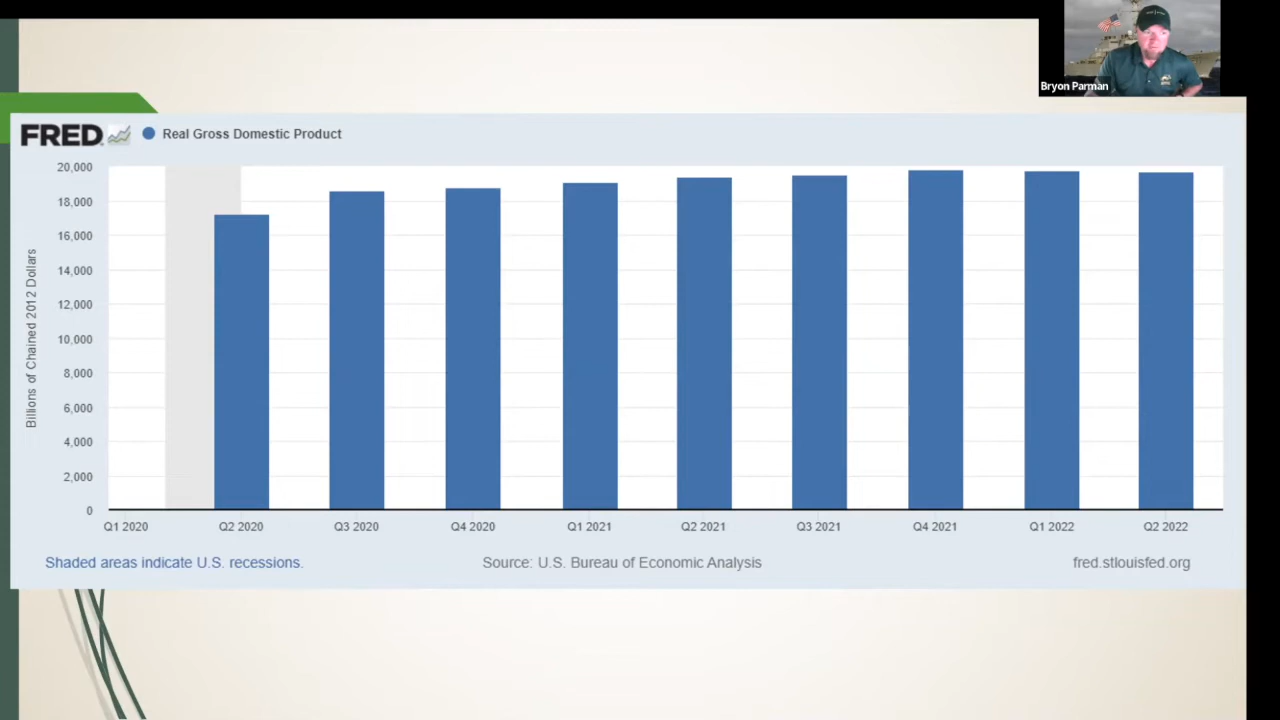 Bryon Parman
FRED
Real Gross Domestic Product
Billions of Chained 2012 Dollars
20,000
18,000
16,000
14,000
12,000
10,000
8,000
6,000
4,000
2,000
0
Q1 2020 Q2 2020 Q3 2020 Q4 2020 Q1 2021 Q2 2021 Q3 2021 Q4 2021 Q1 2022 Q2 2022
Shaded areas indicate U.S. recessions. Source: U.S. Bureau of Economic Analysis fred.stlouisfed.org